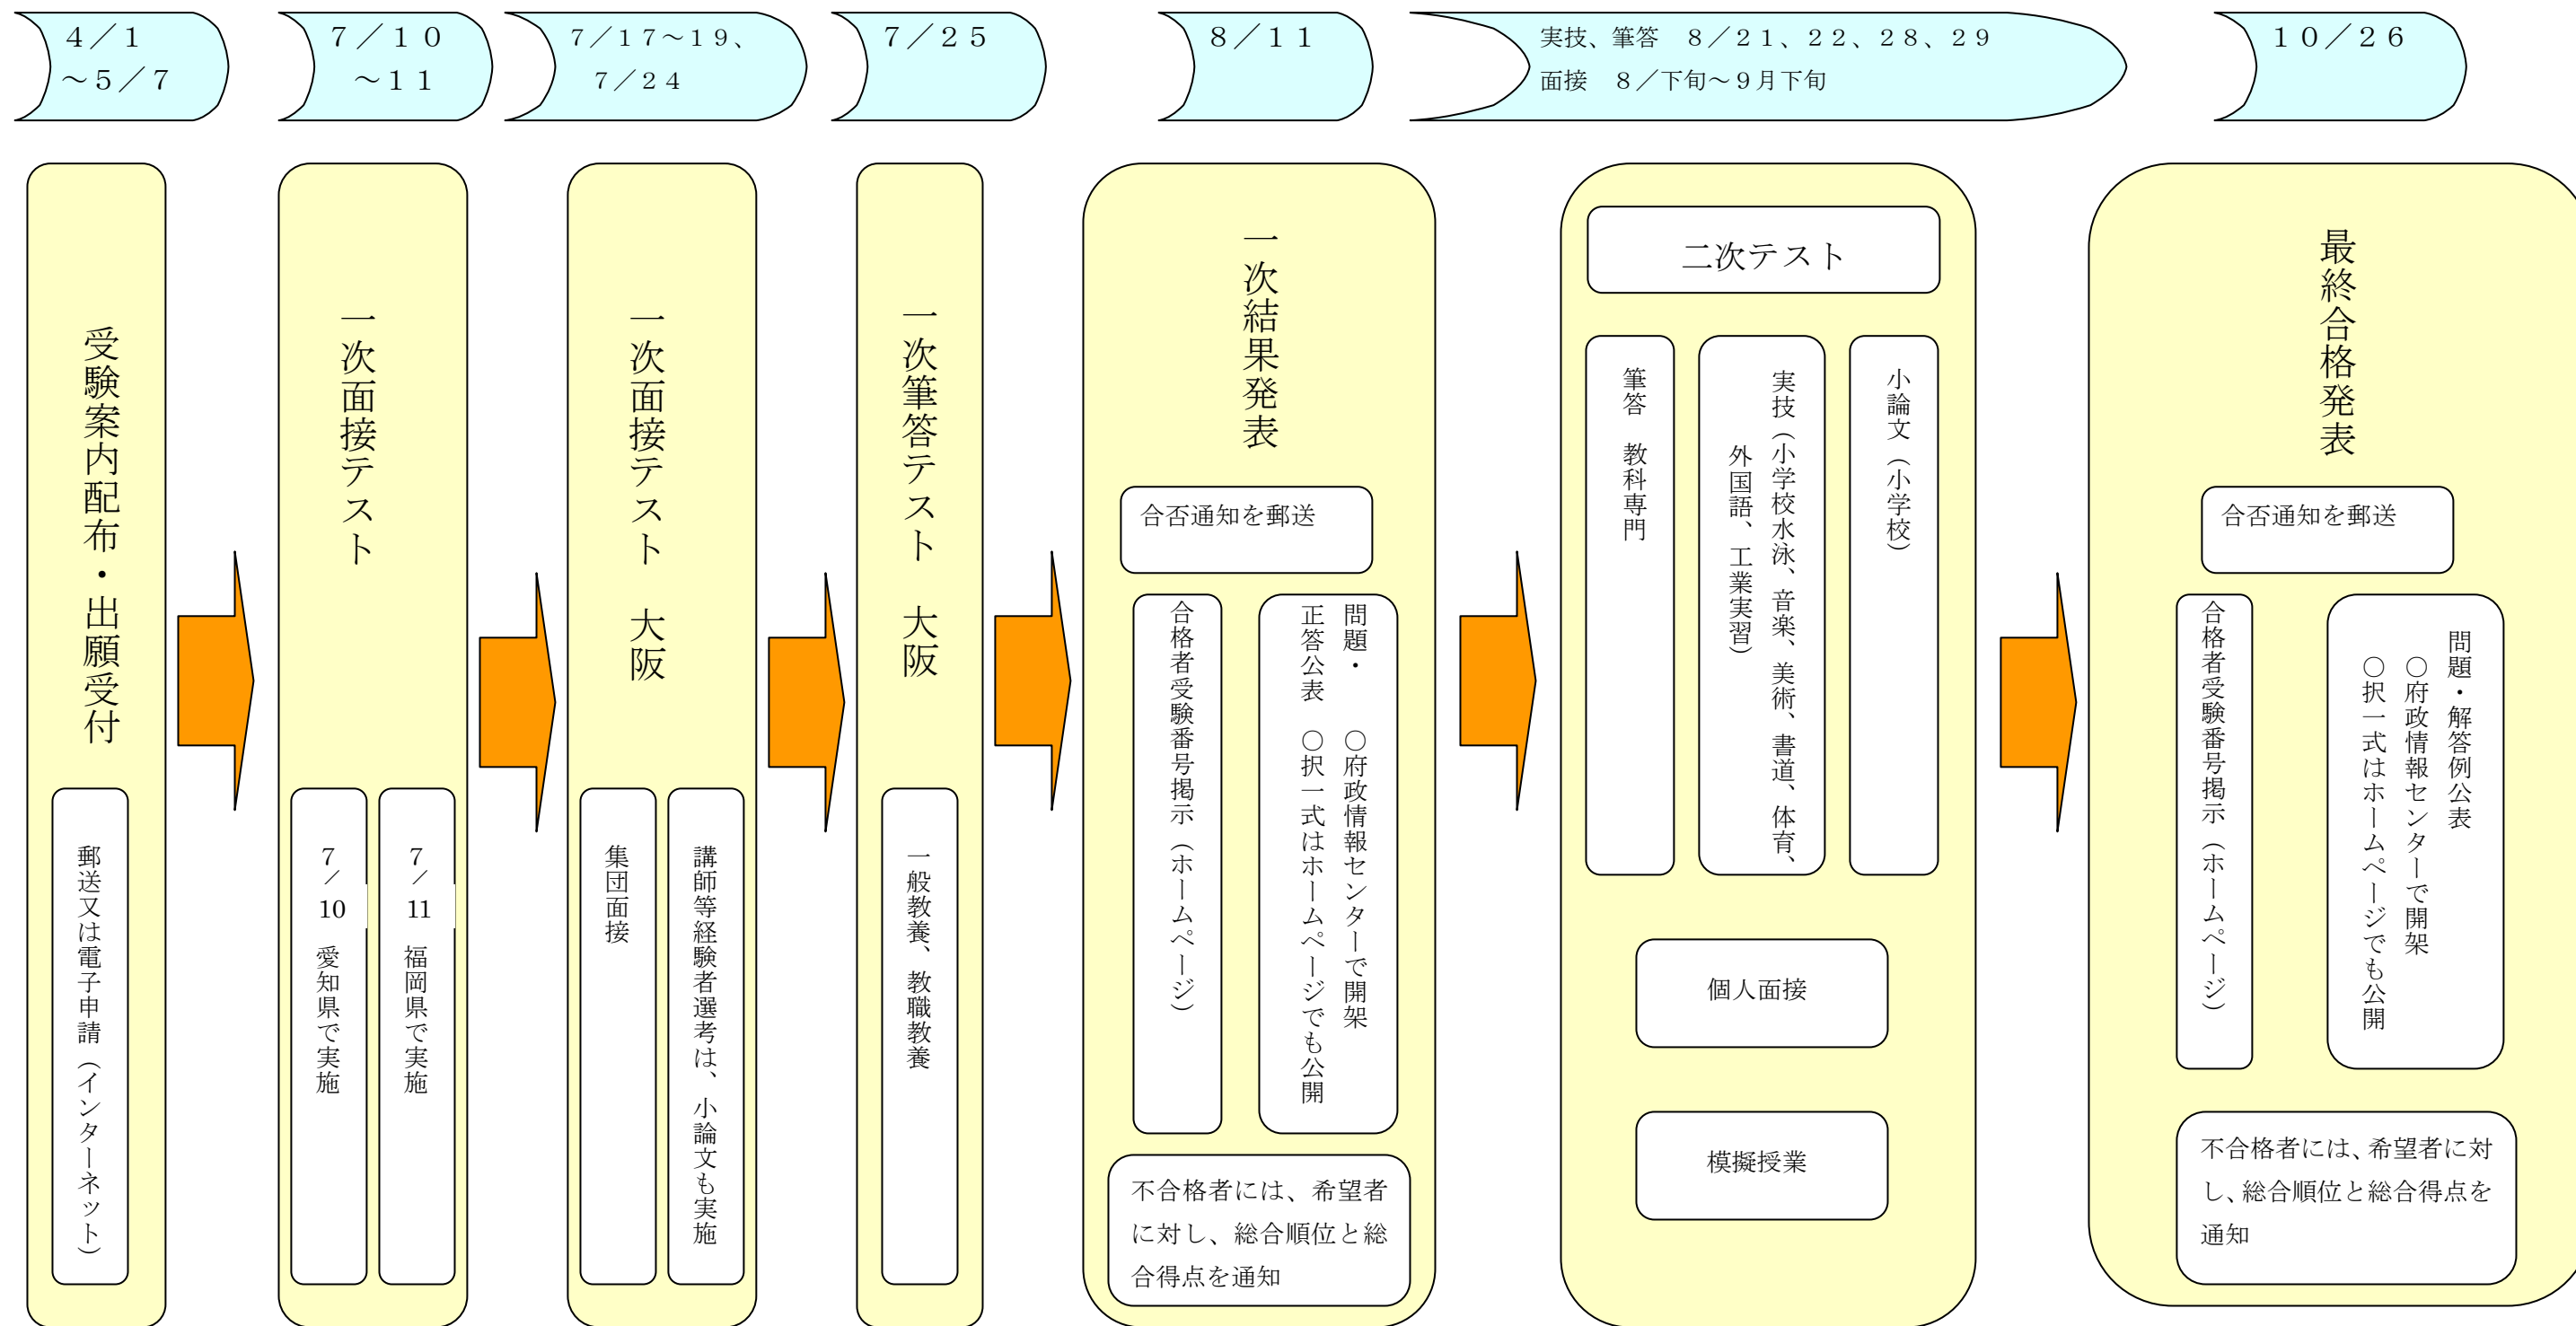 ４／１
～５／７
７／１０
～１１
７／１７～１９、
７／２４
７／２５
８／１１
実技、筆答　８／２１、２２、２８、２９
面接　８／下旬～９月下旬
１０／２６
受験案内配布・出願受付
郵送又は電子申請（インターネット）
一次面接テスト
7／10　愛知県で実施
7／11　福岡県で実施
一次面接テスト　大阪
集団面接
講師等経験者選考は、小論文も実施
一次筆答テスト　大阪
一般教養、教職教養
一次結果発表
合否通知を郵送
合格者受験番号掲示（ホームページ）
問題・　　○府政情報センターで開架
正答公表　○択一式はホームページでも公開
不合格者には、希望者
に対し、総合順位と総
合得点を通知
二次テスト
筆答　教科専門
実技（小学校水泳、音楽、美術、書道、体育、
外国語、工業実習）
小論文（小学校）
個人面接
模擬授業
最終合格発表
合否通知を郵送
合格者受験番号掲示（ホームページ）
問題・解答例公表
○府政情報センターで開架
○択一式はホームページでも公開
不合格者には、希望者に対
し、総合順位と総合得点を
通知